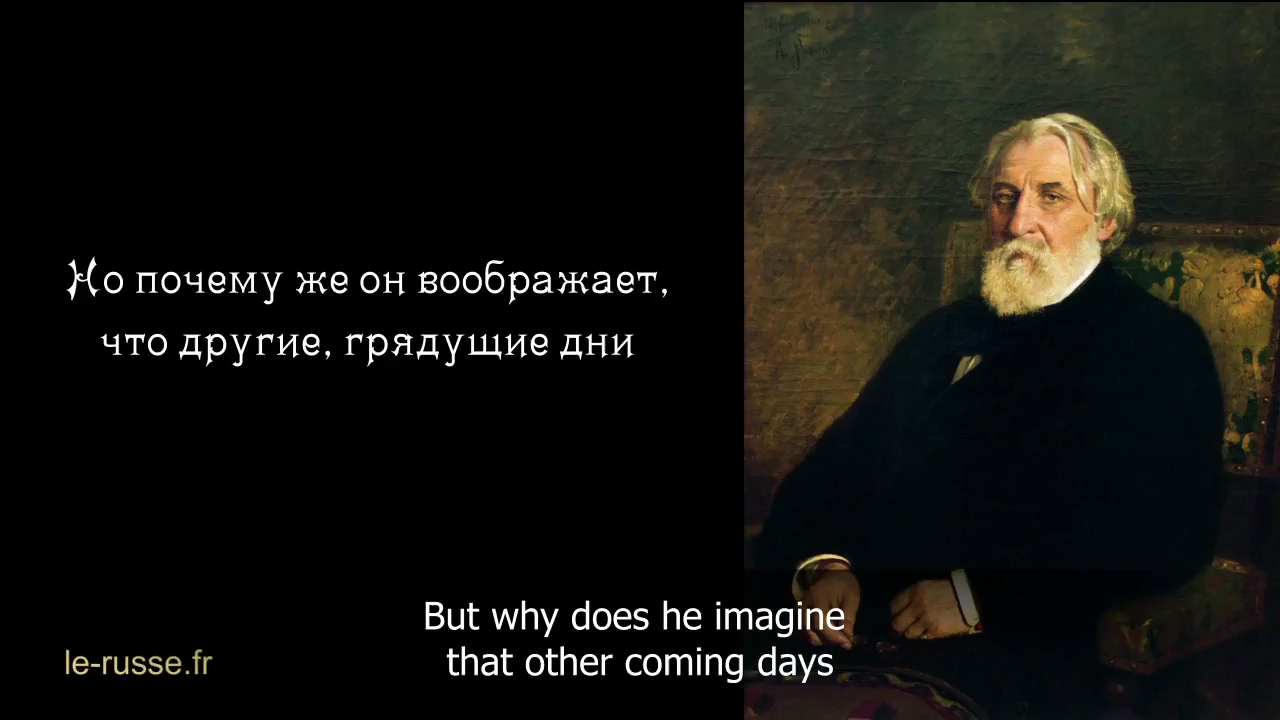 Но почему же он воображает,
что другие, грядущие дни
But why does he imagine
that other coming days
le-russe.fr